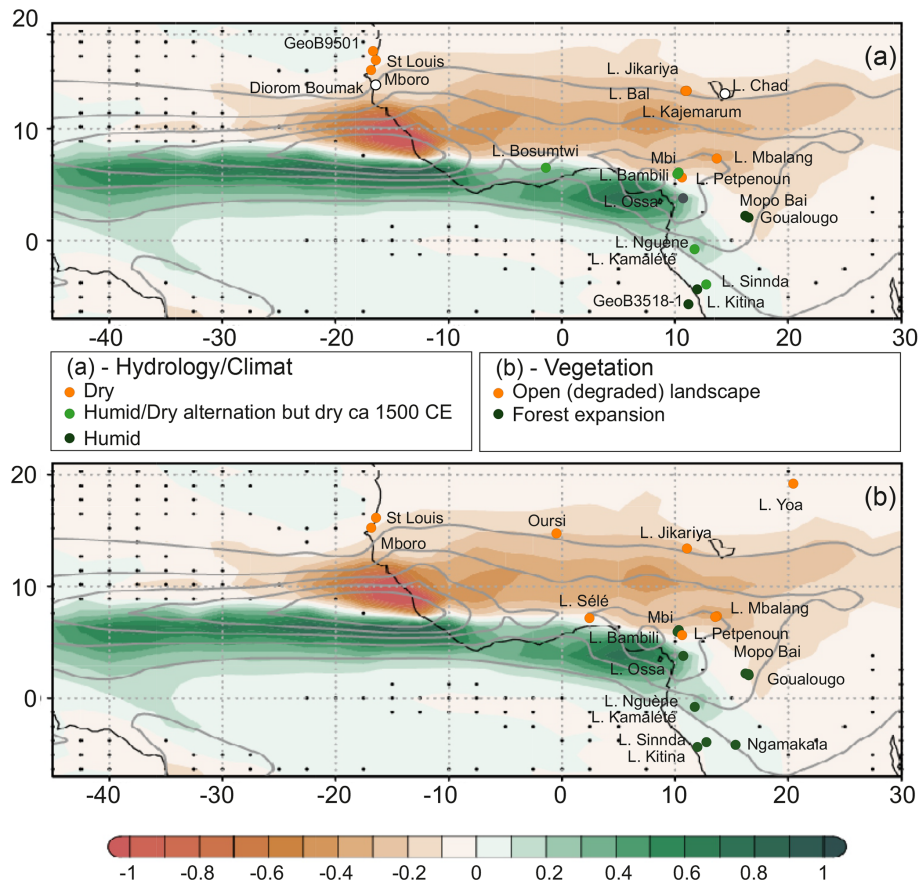 20
(a)
GeoB9501
St Louis
Mboro
Diorom Boumak
L. Jikariya
L. Bal
L. Chad
L. Kajemarum
10
L. Bosumtwi
Mbi
L. Mbalang
L. Bambili
L. Petpenoun
L. Ossa
Mopo Bai
Goualougo
0
L. Nguène
L. Kamalété
L. Sinnda
GeoB3518-1
L. Kitina
-40 -30 -20 -10 0 10 20 30
(a) - Hydrology/Climat
Dry
Humid/Dry alternation but dry ca 1500 CE
Humid
(b) - Vegetation
Open (degraded) landscape
Forest expansion
20
(b)
L. Yoa
St Louis
Mboro
Oursi
L. Jikariya
10
L. Sélé
Mbi
L. Mbalang
L. Bambili
L. Petpenoun
Mopo Bai
L. Ossa
Goualougo
0
L. Nguène
L. Kamalété
L. Sinnda
Ngamakala
L. Kitina
-40 -30 -20 -10 0 10 20 30
-1 -0.8 -0.6 -0.4 -0.2 0 0.2 0.4 0.6 0.8 1